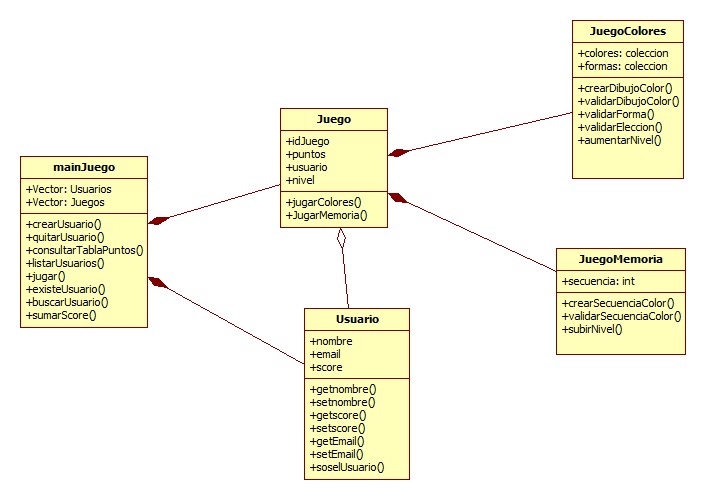 JuegoColores
+colores: coleccion
+formas: coleccion
+crearDibujoColor()
+validarDibujoColor()
+validarForma()
+validarEleccion()
+aumentarNivel()
Juego
+idJuego
+puntos
+usuario
+nivel
+jugarColores()
+JugarMemoria()
mainJuego
+Vector: Usuarios
+Vector: Juegos
+crearUsuario()
+quitarUsuario()
+consultarTablaPuntos()
+listarUsuarios()
+jugar()
+existeUsuario()
+buscarUsuario()
+sumarScore()
JuegoMemoria
+secuencia: int
+crearSecuenciaColor()
+validarSecuenciaColor()
+subirNivel()
Usuario
+nombre
+email
+score
+getnombre()
+setnombre()
+getscore()
+setscore()
+getEmail()
+setEmail()
+soselUsuario()